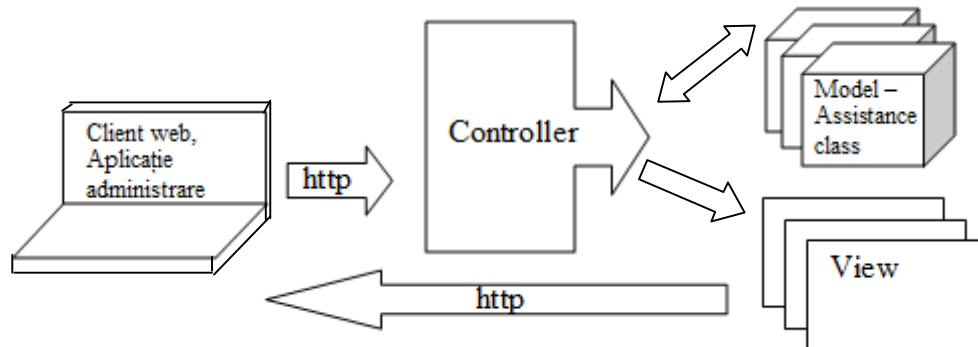 Client web,
Aplicație
administrare
http
Controller
Model –
Assistance
class
View
http